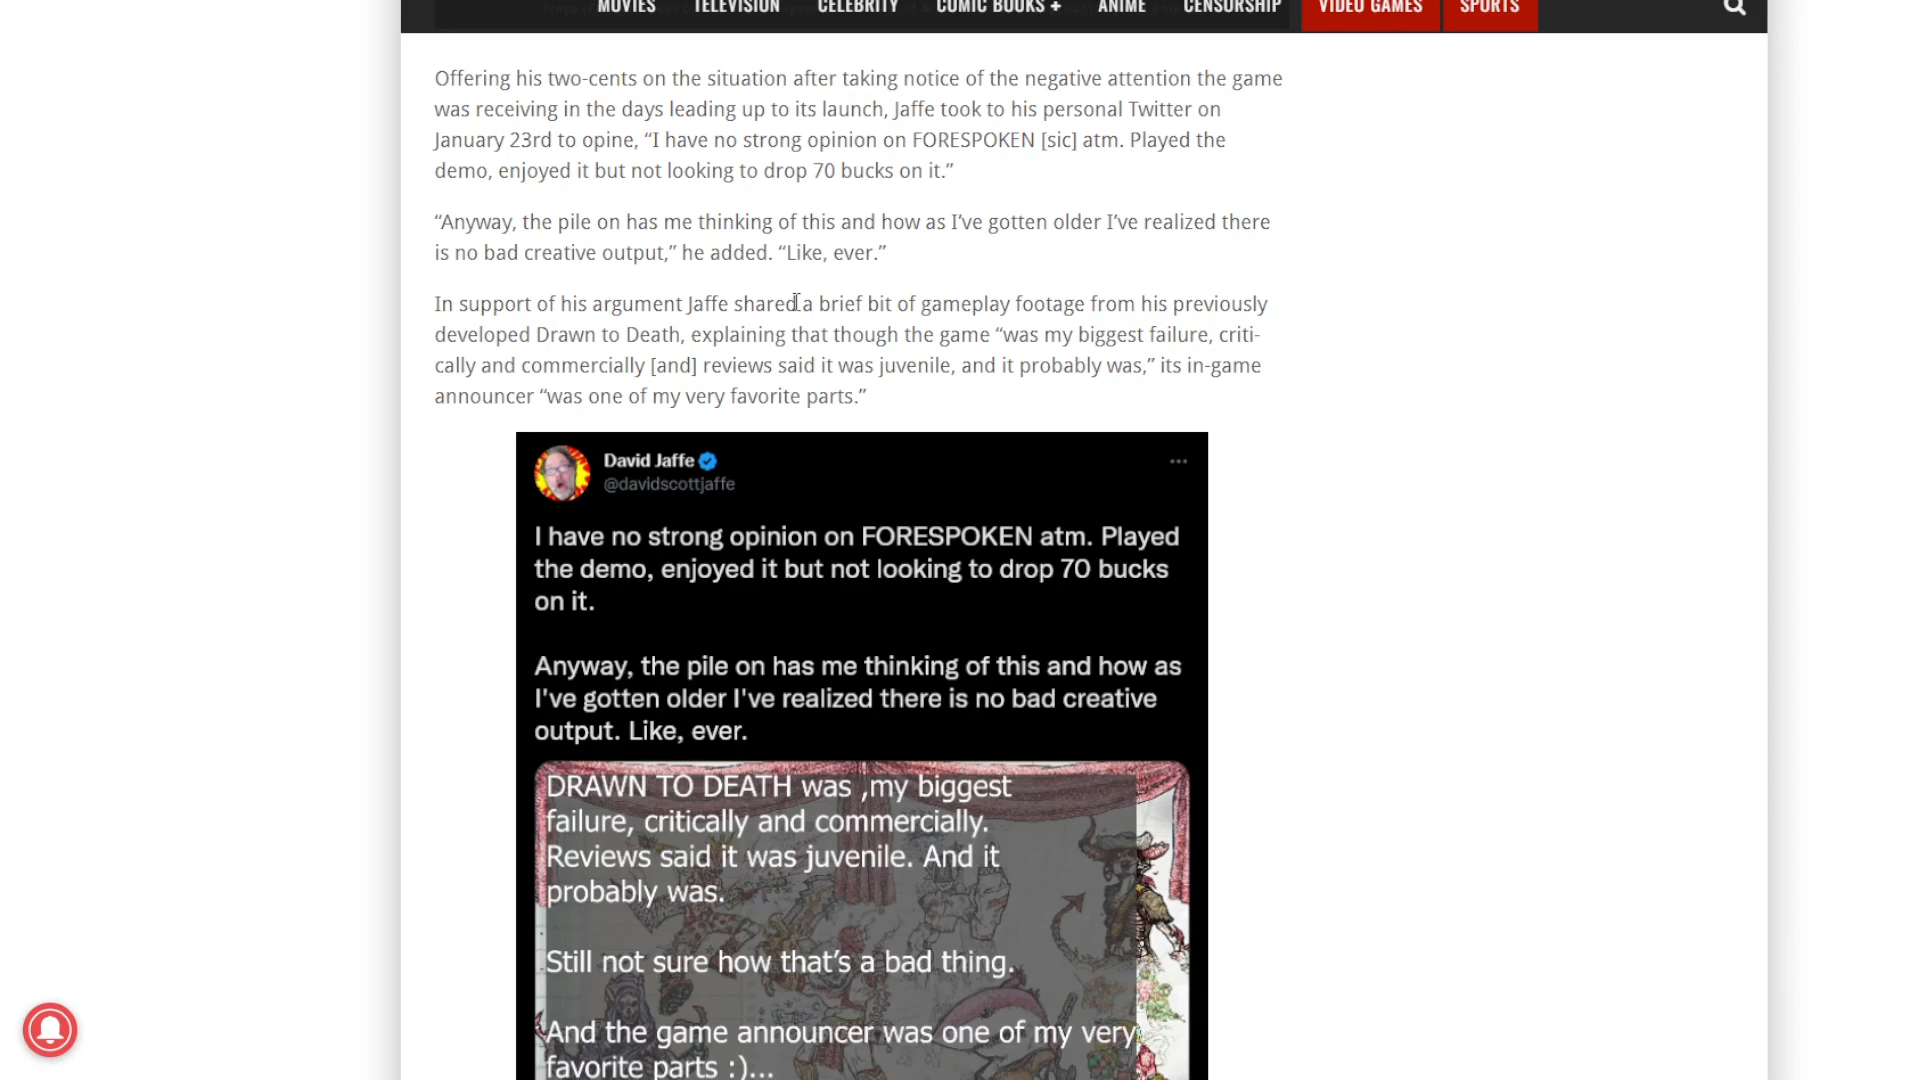 MOVIES TELEVISION CELEBRITY COMIC BOOKS + ANIME CENSORSHIP VIDEO GAMES SPORTS
Offering his two-cents on the situation after taking notice of the negative attention the game
was receiving in the days leading up to its launch, Jaffe took to his personal Twitter on
January 23rd to opine, “I have no strong opinion on FORESPOKEN [sic] atm. Played the
demo, enjoyed it but not looking to drop 70 bucks on it.”
“Anyway, the pile on has me thinking of this and how as I’ve gotten older I’ve realized there
is no bad creative output,” he added. “Like, ever.”
In support of his argument Jaffe shared a brief bit of gameplay footage from his previously
developed Drawn to Death, explaining that though the game “was my biggest failure, criti-
cally and commercially [and] reviews said it was juvenile, and it probably was,” its in-game
announcer “was one of my very favorite parts.”
David Jaffe
@davidscottjaffe
I have no strong opinion on FORESPOKEN atm. Played
the demo, enjoyed it but not looking to drop 70 bucks
on it.
Anyway, the pile on has me thinking of this and how as
I've gotten older I've realized there is no bad creative
output. Like, ever.
DRAWN TO DEATH was ,my biggest
failure, critically and commercially.
Reviews said it was juvenile. And it
probably was.
Still not sure how that's a bad thing.
And the game announcer was one of my very
favorite parts :)...